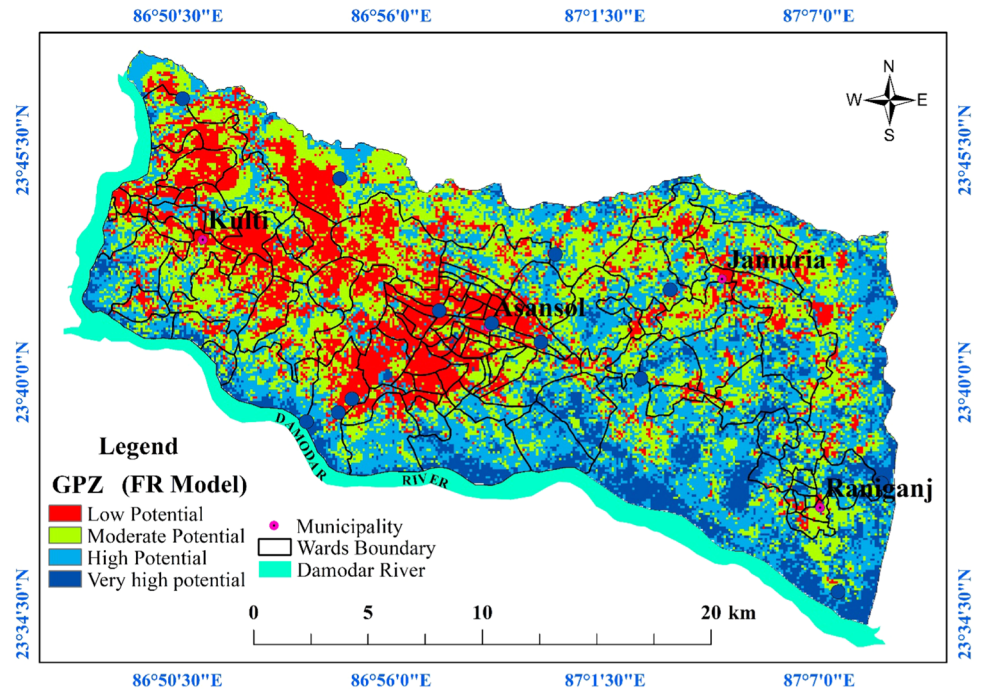 86°50'30"E 86°56'0"E 87°1'30"E 87°7'0"E
N
W E
S
23°45'30"N 23°45'30"N
Kulti
Jamuria
Asansol
23°40'0"N 23°40'0"N
DAMODAR RIVER
Legend
GPZ (FR Model)
Raniganj
Low Potential
Moderate Potential
High Potential
Very high potential
Municipality
Wards Boundary
Damodar River
23°34'30"N 23°34'30"N
0 5 10 20 km
86°50'30"E 86°56'0"E 87°1'30"E 87°7'0"E